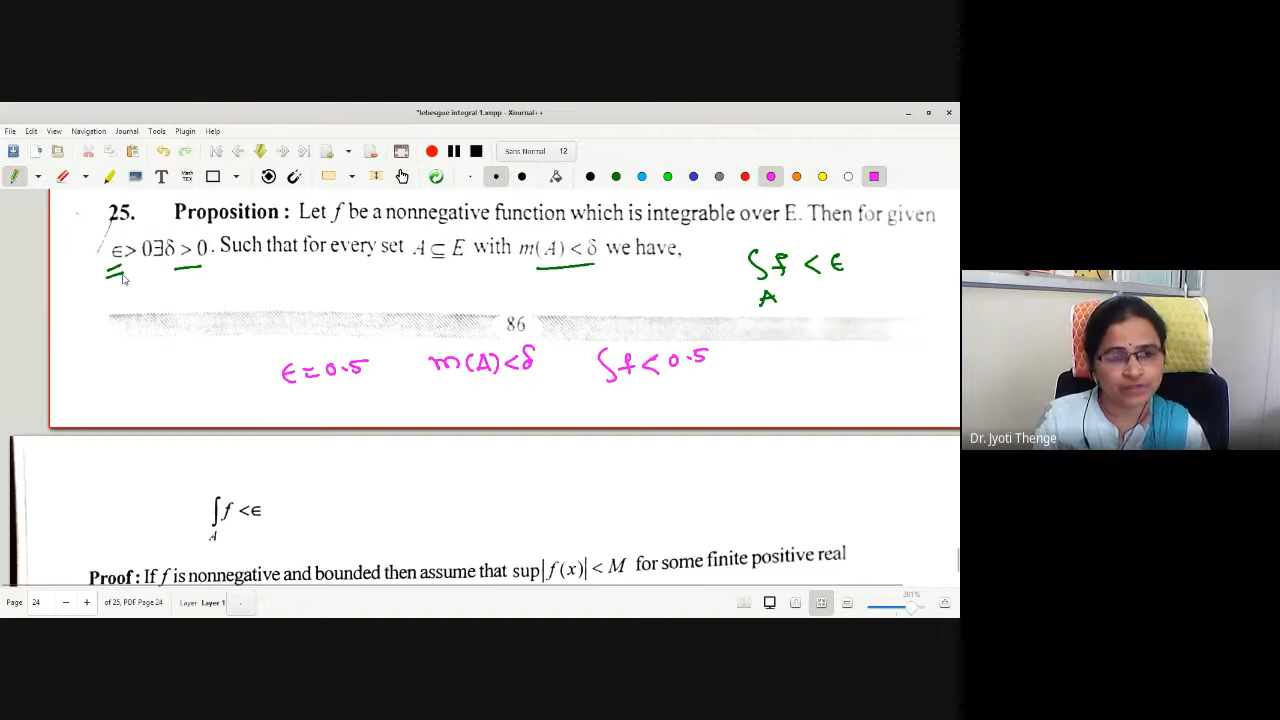 *lebesgue integral 1.xopp - Xournal++
File Edit View Navigation Journal Tools Plugin Help
Sans Normal 12
25. Proposition : Let f be a nonnegative function which is integrable over E. Then for given
∈> 0∃δ > 0. Such that for every set A ⊆ E with m(A) < δ we have,
∫f < ∈
A
86
∈ = 0.5 m(A) < δ ∫f < 0.5
∫f <∈
A
Proof : If f is nonnegative and bounded then assume that sup|f(x)| < M for some finite positive real
Dr. Jyoti Thenge
Page 24 of 25, PDF Page 24 Layer Layer 1 381%